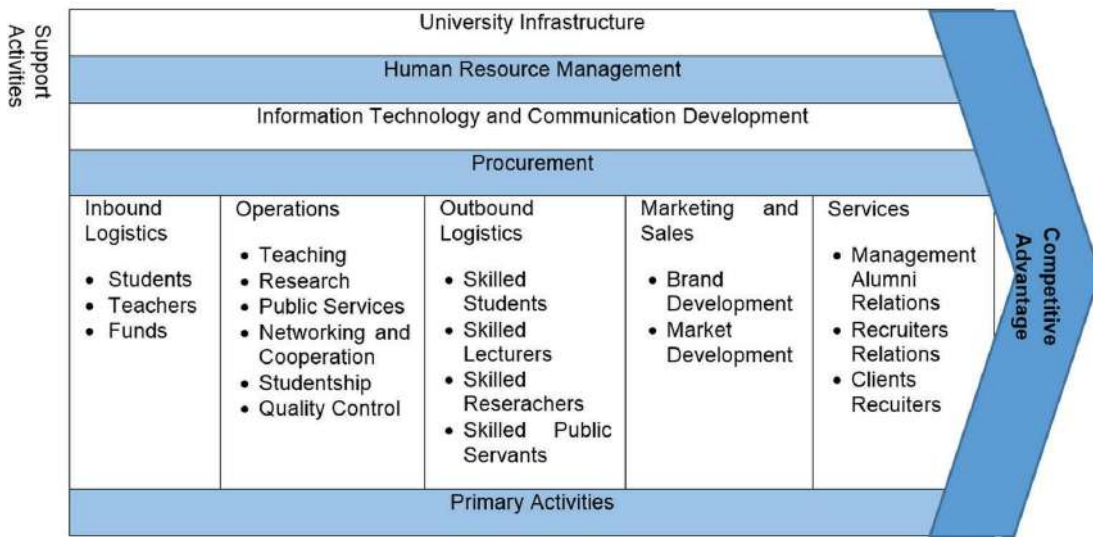 Support
Activities
University Infrastructure
Human Resource Management
Information Technology and Communication Development
Procurement
Inbound
Logistics
• Students
• Teachers
• Funds
Operations
• Teaching
• Research
• Public Services
• Networking and
Cooperation
• Studentship
• Quality Control
Outbound
Logistics
• Skilled
Students
• Skilled
Lecturers
• Skilled
Reserachers
• Skilled Public
Servants
Marketing and
Sales
• Brand
Development
• Market
Development
Services
• Management
Alumni
Relations
• Recruiters
Relations
• Clients
Recuiters
Competitive
Advantage
Primary Activities